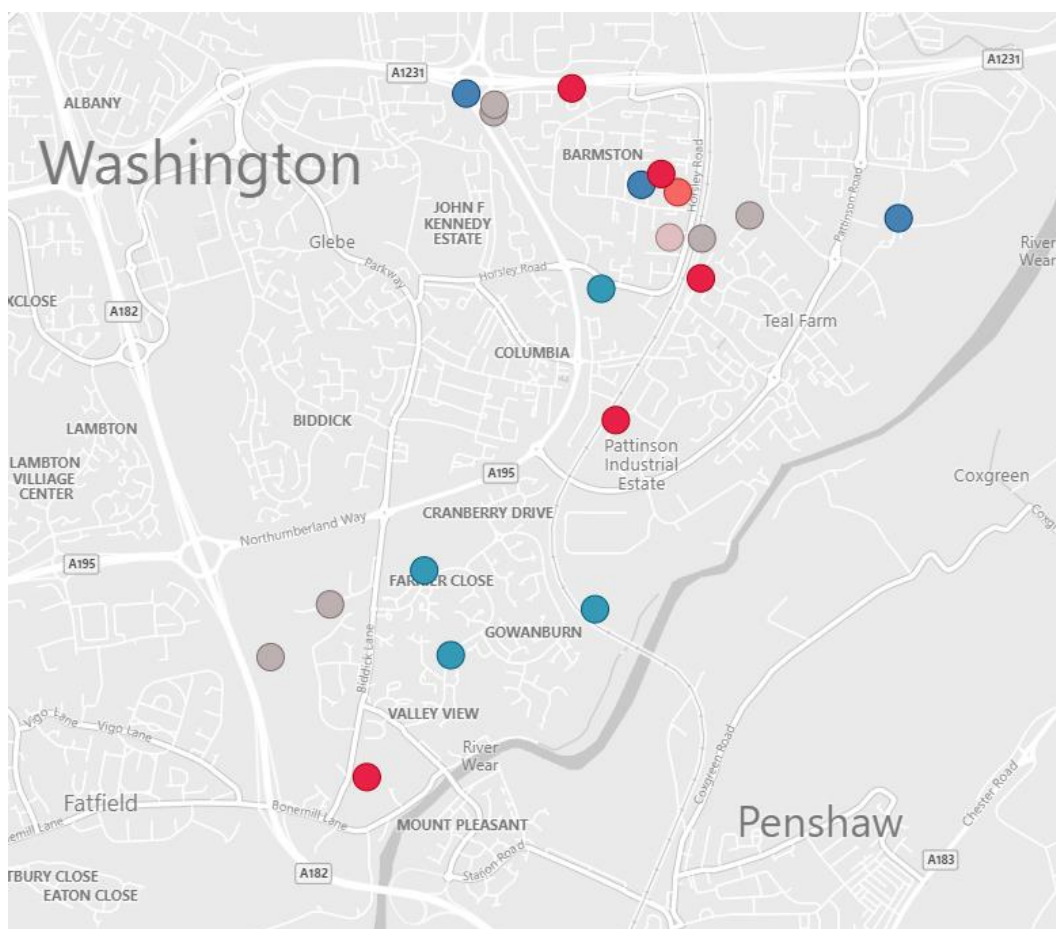 A1231
A1231
ALBANY
Washington
BARMSTON
Horsley Road
Pattinson Road
JOHN F
KENNEDY
ESTATE
Glebe
Parkway
River
Wear
Horsley Road
XCLOSE
A182
Teal Farm
COLUMBIA
BIDDICK
LAMBTON
Pattinson
Industrial
Estate
LAMBTON
VILLIAGE
CENTER
A195
Coxgreen
CRANBERRY DRIVE
Northumberland Way
A195
CLOSE
GOWANBURN
Biddick Lane
VALLEY VIEW
Vigo Lane
Vigo Lane
River
Wear
Coxgreen Road
Chester Road
Fatfield
Bonemill Lane
nemill Lane
MOUNT PLEASANT
Penshaw
Station Road
A183
A182
TBURY CLOSE
EATON CLOSE